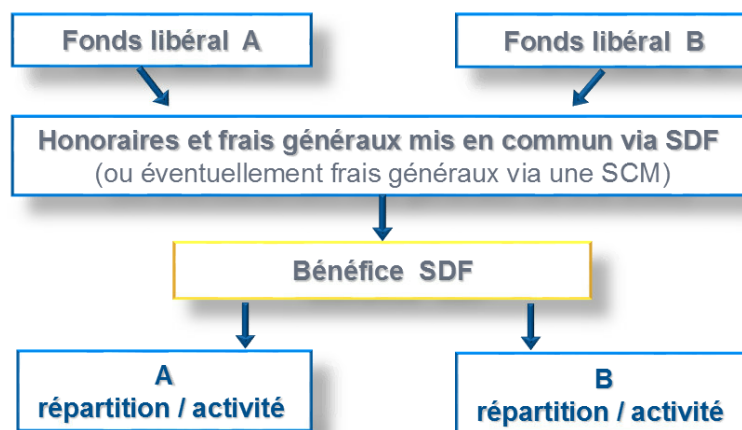 Fonds libéral A
Fonds libéral B
Honoraires et frais généraux mis en commun via SDF
(ou éventuellement frais généraux via une SCM)
Bénéfice SDF
A
répartition / activité
B
répartition / activité